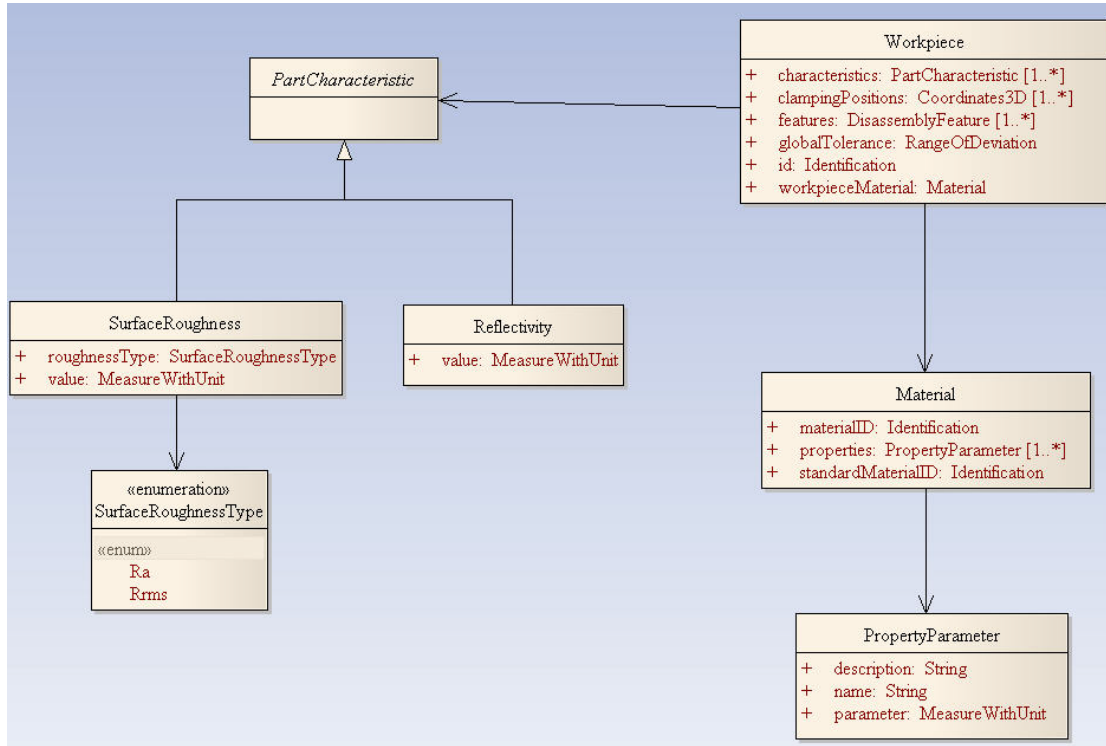 PartCharacteristic
Workpiece
+ characteristics: PartCharacteristic [1..*]
+ clampingPositions: Coordinates3D [1..*]
+ features: DisassemblyFeature [1..*]
+ globalTolerance: RangeOfDeviation
+ id: Identification
+ workpieceMaterial: Material
SurfaceRoughness
+ roughnessType: SurfaceRoughnessType
+ value: MeasureWithUnit
Reflectivity
+ value: MeasureWithUnit
Material
+ materialID: Identification
+ properties: PropertyParameter [1..*]
+ standardMaterialID: Identification
«enumeration»
SurfaceRoughnessType
«enum»
Ra
Rrms
PropertyParameter
+ description: String
+ name: String
+ parameter: MeasureWithUnit